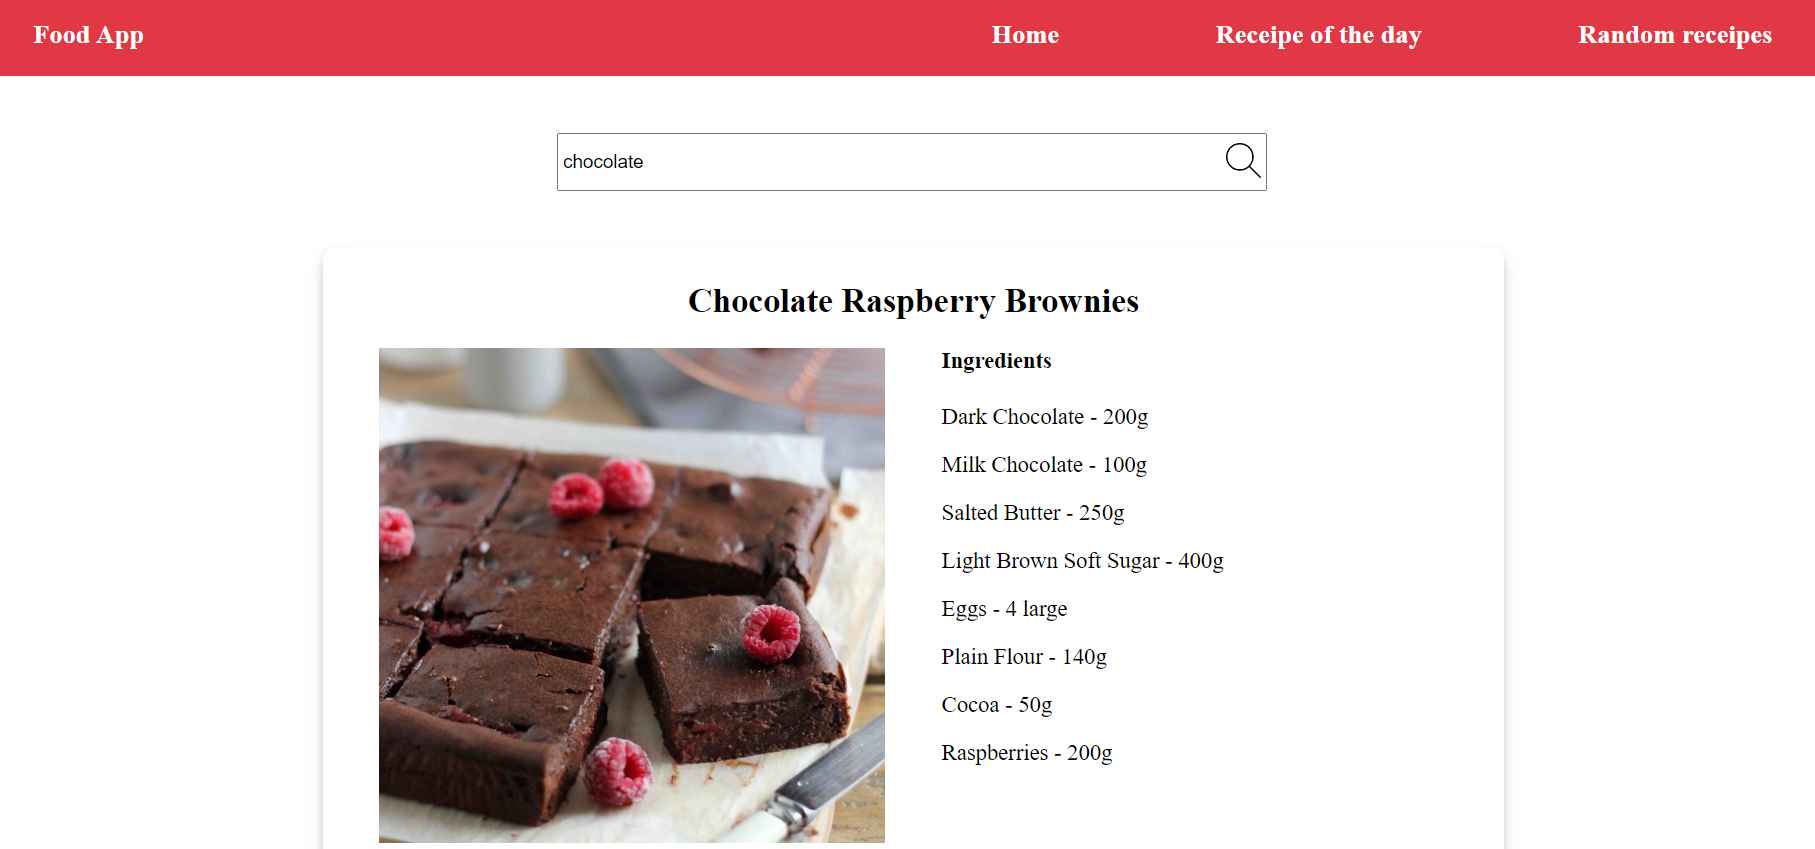 Food App
Home
Receipe of the day
Random receipes
chocolate
Chocolate Raspberry Brownies
Ingredients
Dark Chocolate - 200g
Milk Chocolate - 100g
Salted Butter - 250g
Light Brown Soft Sugar - 400g
Eggs - 4 large
Plain Flour - 140g
Cocoa - 50g
Raspberries - 200g